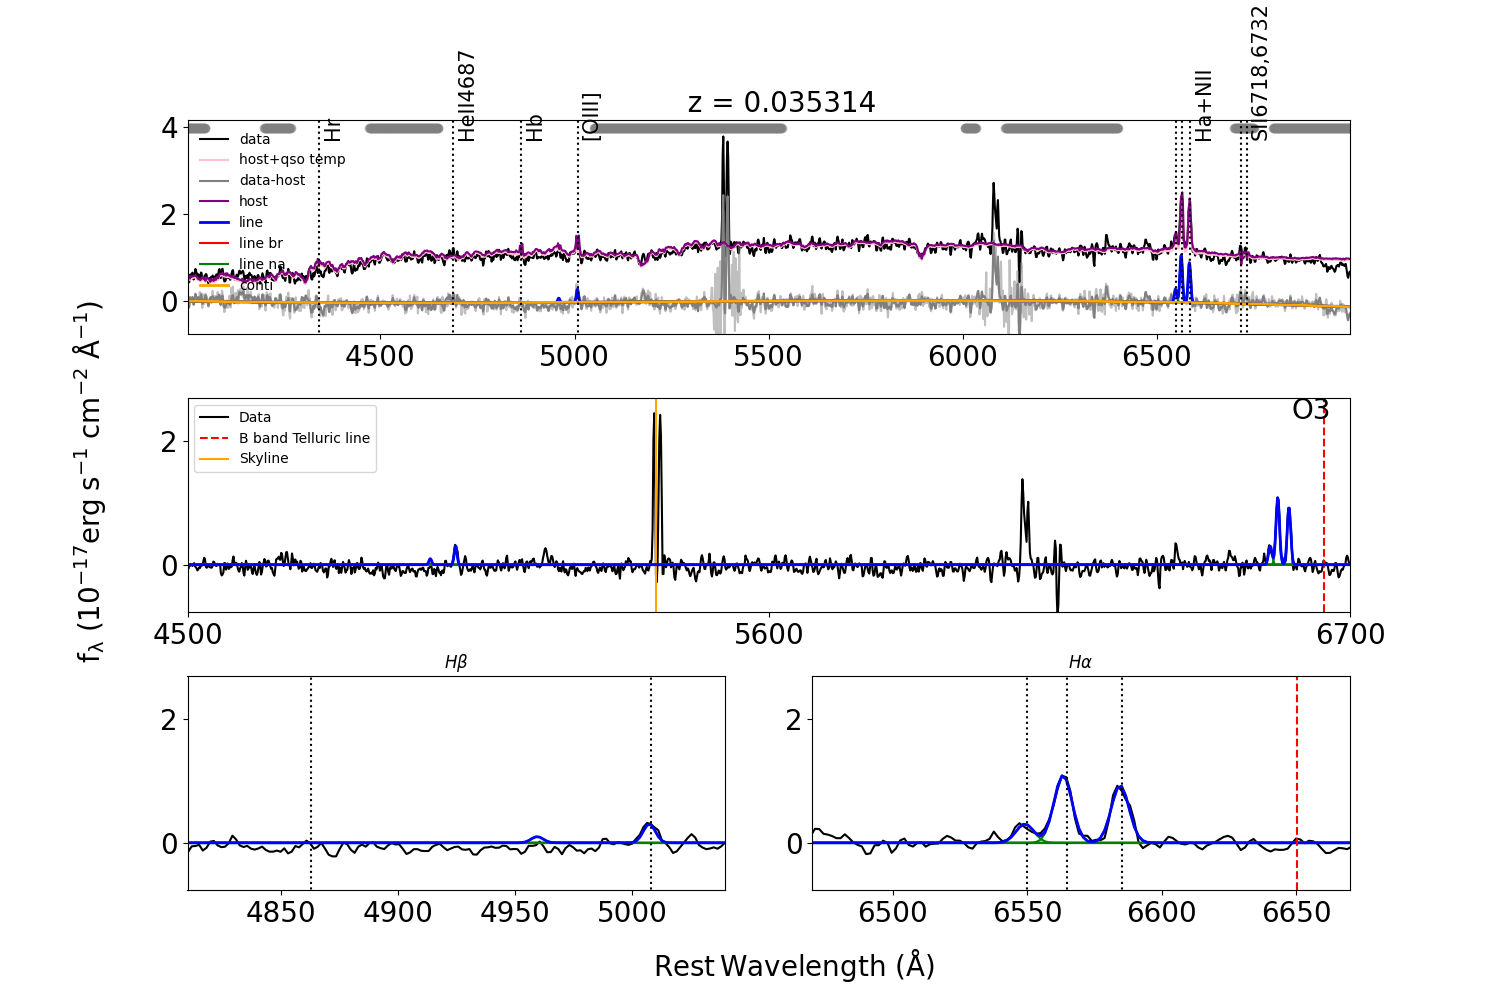 z = 0.035314
Hr
HeII4687
Hb
[OIII]
Ha+NII
SII6718,6732
data
host+qso temp
data-host
host
line
line br
line na
conti
4
2
0
4500
5000
5500
6000
6500
Data
B band Telluric line
Skyline
O3
2
0
4500
5600
6700
Hβ
2
0
4850
4900
4950
5000
Hα
2
0
6500
6550
6600
6650
fλ (10−17erg s−1 cm−2 Å−1)
Rest Wavelength (Å)